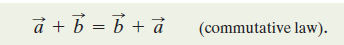 a⃗ + b⃗ = b⃗ + a⃗ (commutative law).